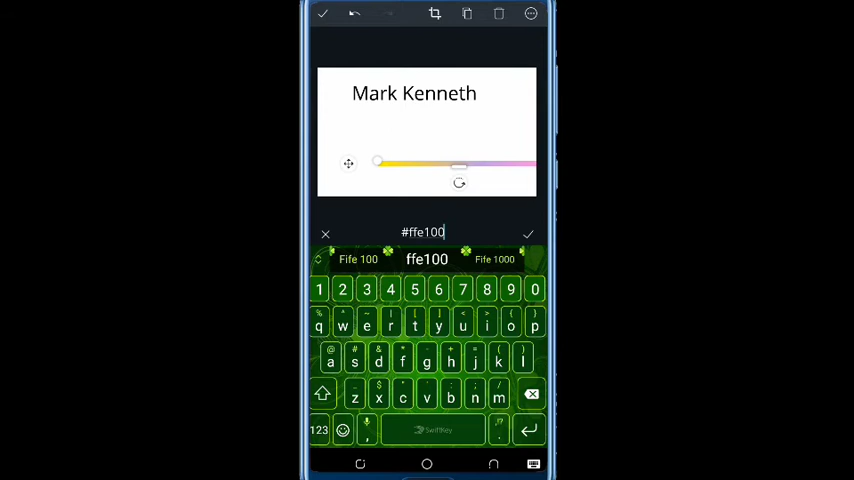 Mark Kenneth
#ffe100
Fife 100 ffe100 Fife 1000
1 2 3 4 5 6 7 8 9 0
q w e r t y u i o p
a s d f g h j k l
z x c v b n m
123 , SwiftKey .